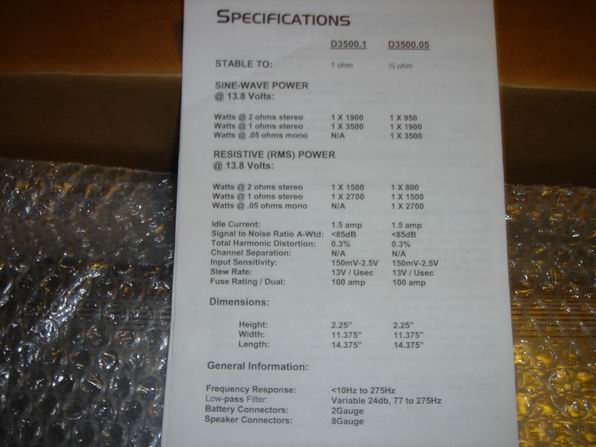 SPECIFICATIONS
D3500.1 D3500.05
STABLE TO: 1 ohm ½ ohm
SINE-WAVE POWER
@ 13.8 Volts:
Watts @ 2 ohms stereo 1 X 1900 1 X 950
Watts @ 1 ohms stereo 1 X 3500 1 X 1900
Watts @ .05 ohms mono N/A 1 X 3500
RESISTIVE (RMS) POWER
@ 13.8 Volts:
Watts @ 2 ohms stereo 1 X 1500 1 X 800
Watts @ 1 ohms stereo 1 X 2700 1 X 1500
Watts @ .05 ohms mono N/A 1 X 2700
Idle Current: 1.5 amp 1.5 amp
Signal to Noise Ratio A-Wtd: <85dB <85dB
Total Harmonic Distortion: 0.3% 0.3%
Channel Separation: N/A N/A
Input Sensitivity: 150mV-2.5V 150mV-2.5V
Slew Rate: 13V / Usec 13V / Usec
Fuse Rating / Dual: 100 amp 100 amp
Dimensions:
Height: 2.25" 2.25"
Width: 11.375" 11.375"
Length: 14.375" 14.375"
General Information:
Frequency Response: <10Hz to 275Hz
Low-pass Filter: Variable 24db, 77 to 275Hz
Battery Connectors: 2Gauge
Speaker Connectors: 8Gauge